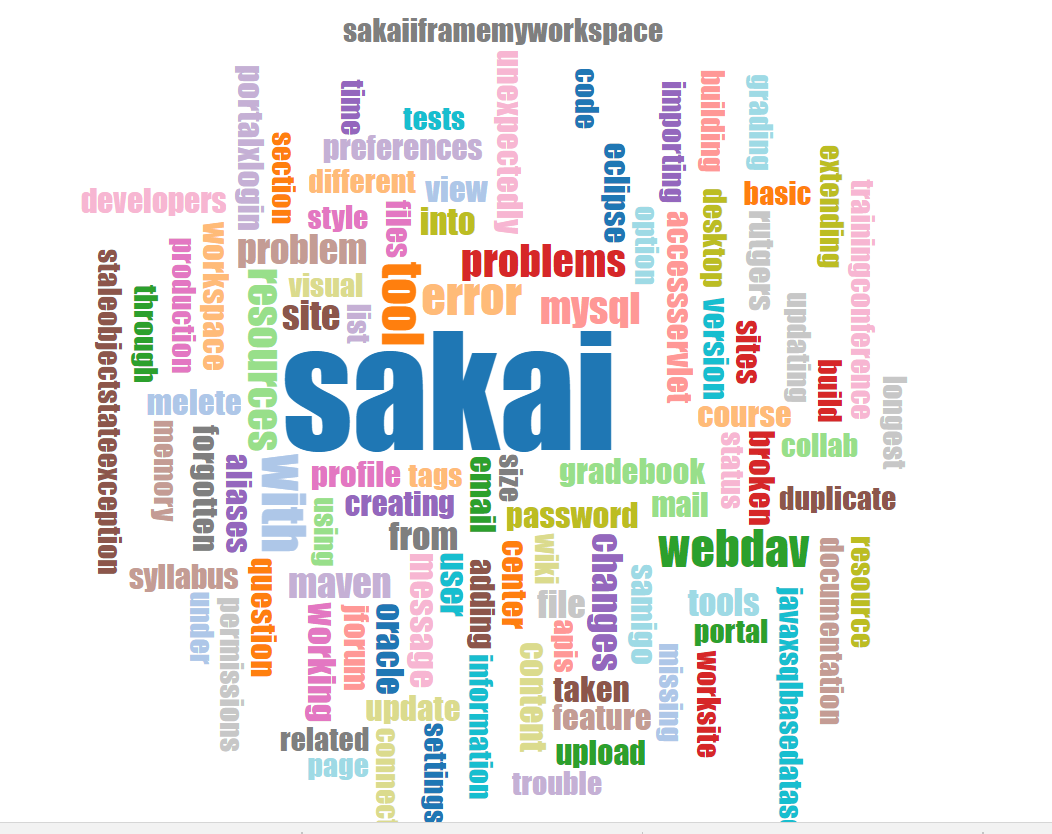 sakaiiframemyworkspace
unexpectedly
portalxlogin
time
code
tests
importing
building
grading
section
preferences
eclipse
extending
different
view
basic
developers
style
files
into
option
accessservlet
desktop
rutgers
trainingconference
workspace
production
problem
problems
tool
staleobjectstateexception
through
resources
visual
error
mysql
site
list
version
sites
updating
sakai
build
longest
melete
course
memory
forgotten
aliases
with
profile
tags
email
size
gradebook
status
broken
collab
creating
using
password
mail
duplicate
from
webdav
syllabus
question
maven
message
user
adding
center
wiki
changes
samigo
documentation
resource
under
permissions
working
jforum
oracle
file
apis
tools
portal
information
content
taken
missing
worksite
update
feature
related
connect
settings
upload
page
trouble